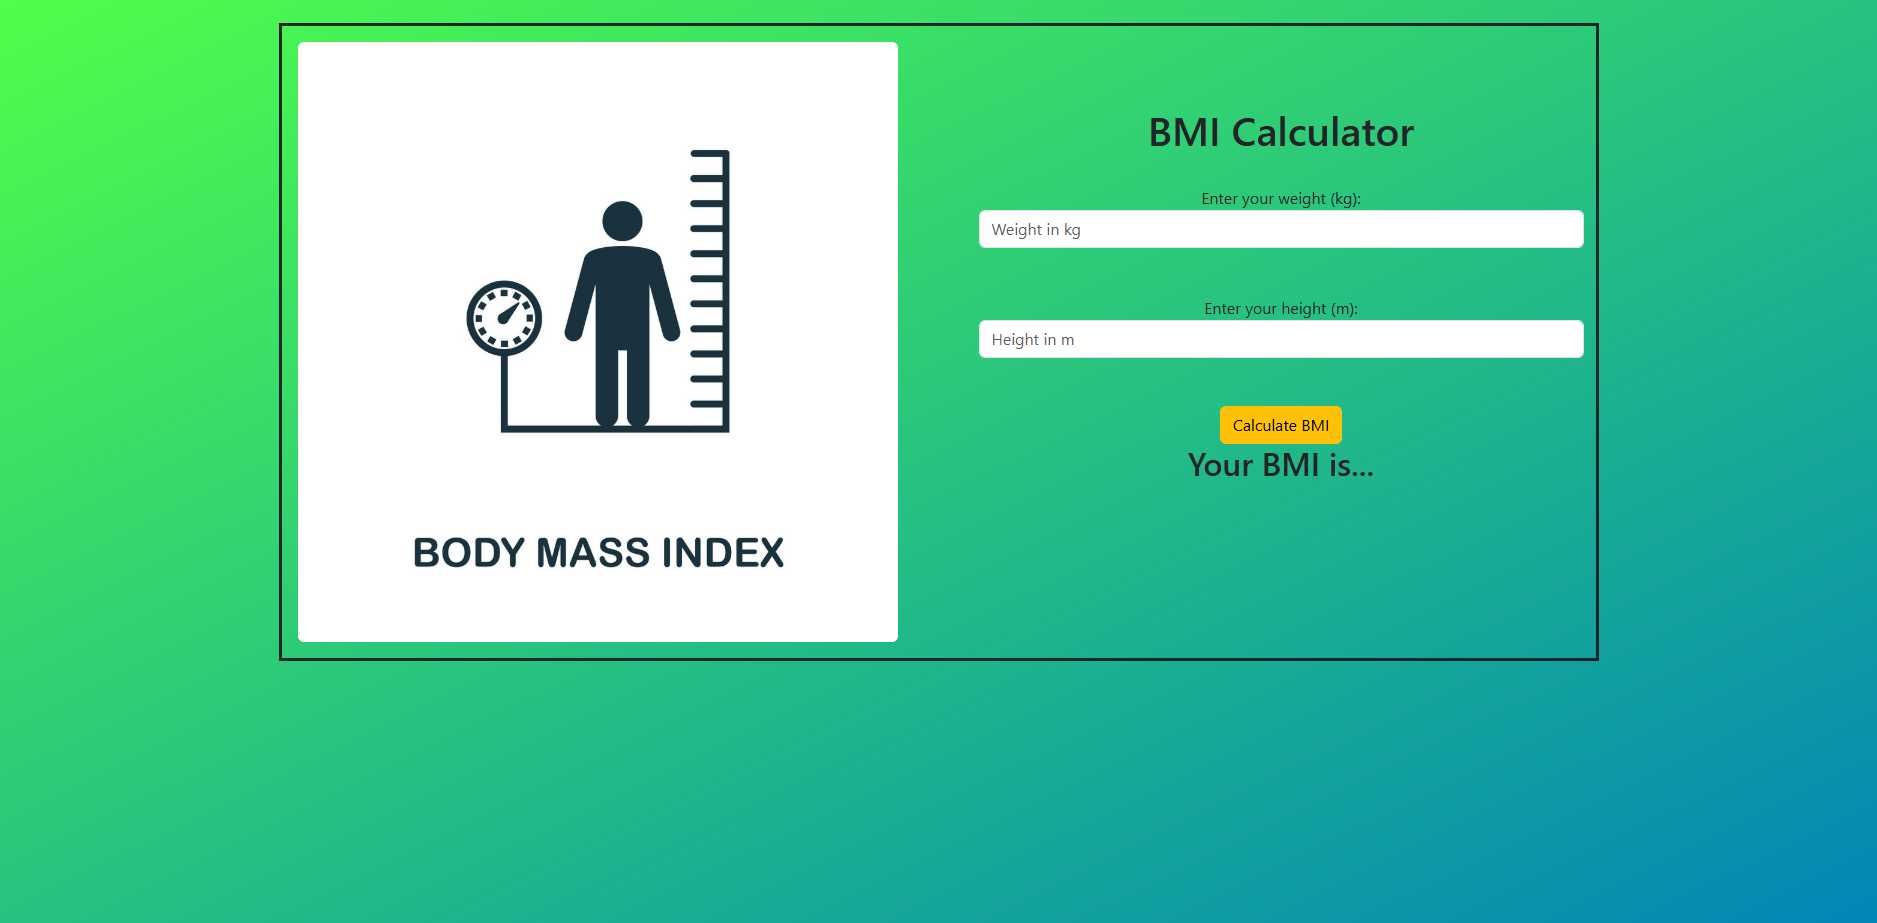 BODY MASS INDEX
BMI Calculator
Enter your weight (kg):
Weight in kg
Enter your height (m):
Height in m
Calculate BMI
Your BMI is...